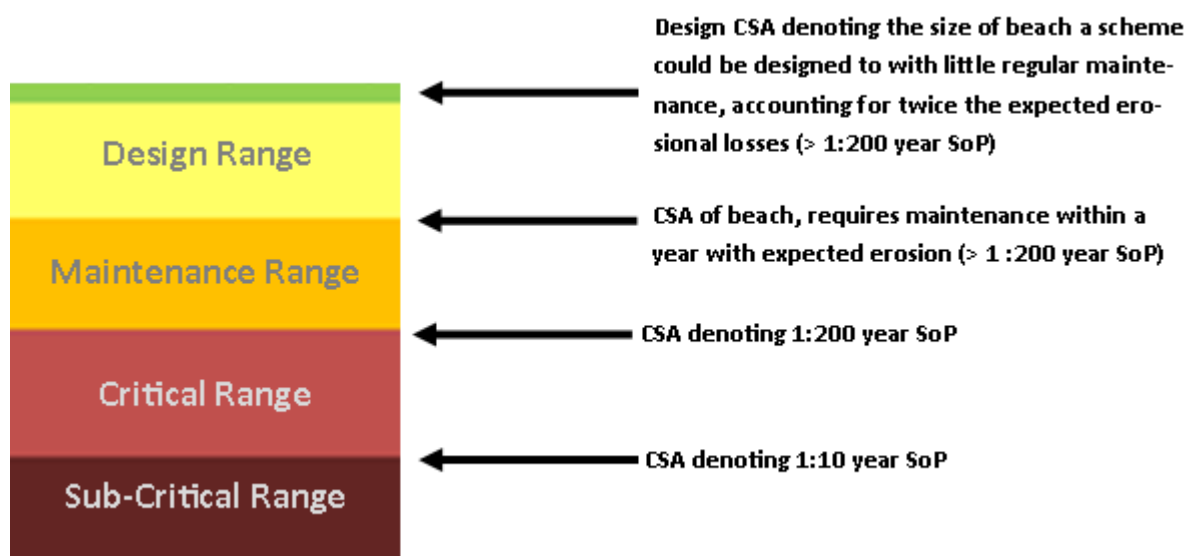 Design CSA denoting the size of beach a scheme
could be designed to with little regular mainte-
nance, accounting for twice the expected ero-
sional losses (> 1:200 year SoP)
Design Range
CSA of beach, requires maintenance within a
year with expected erosion (> 1 :200 year SoP)
Maintenance Range
CSA denoting 1:200 year SoP
Critical Range
CSA denoting 1:10 year SoP
Sub-Critical Range